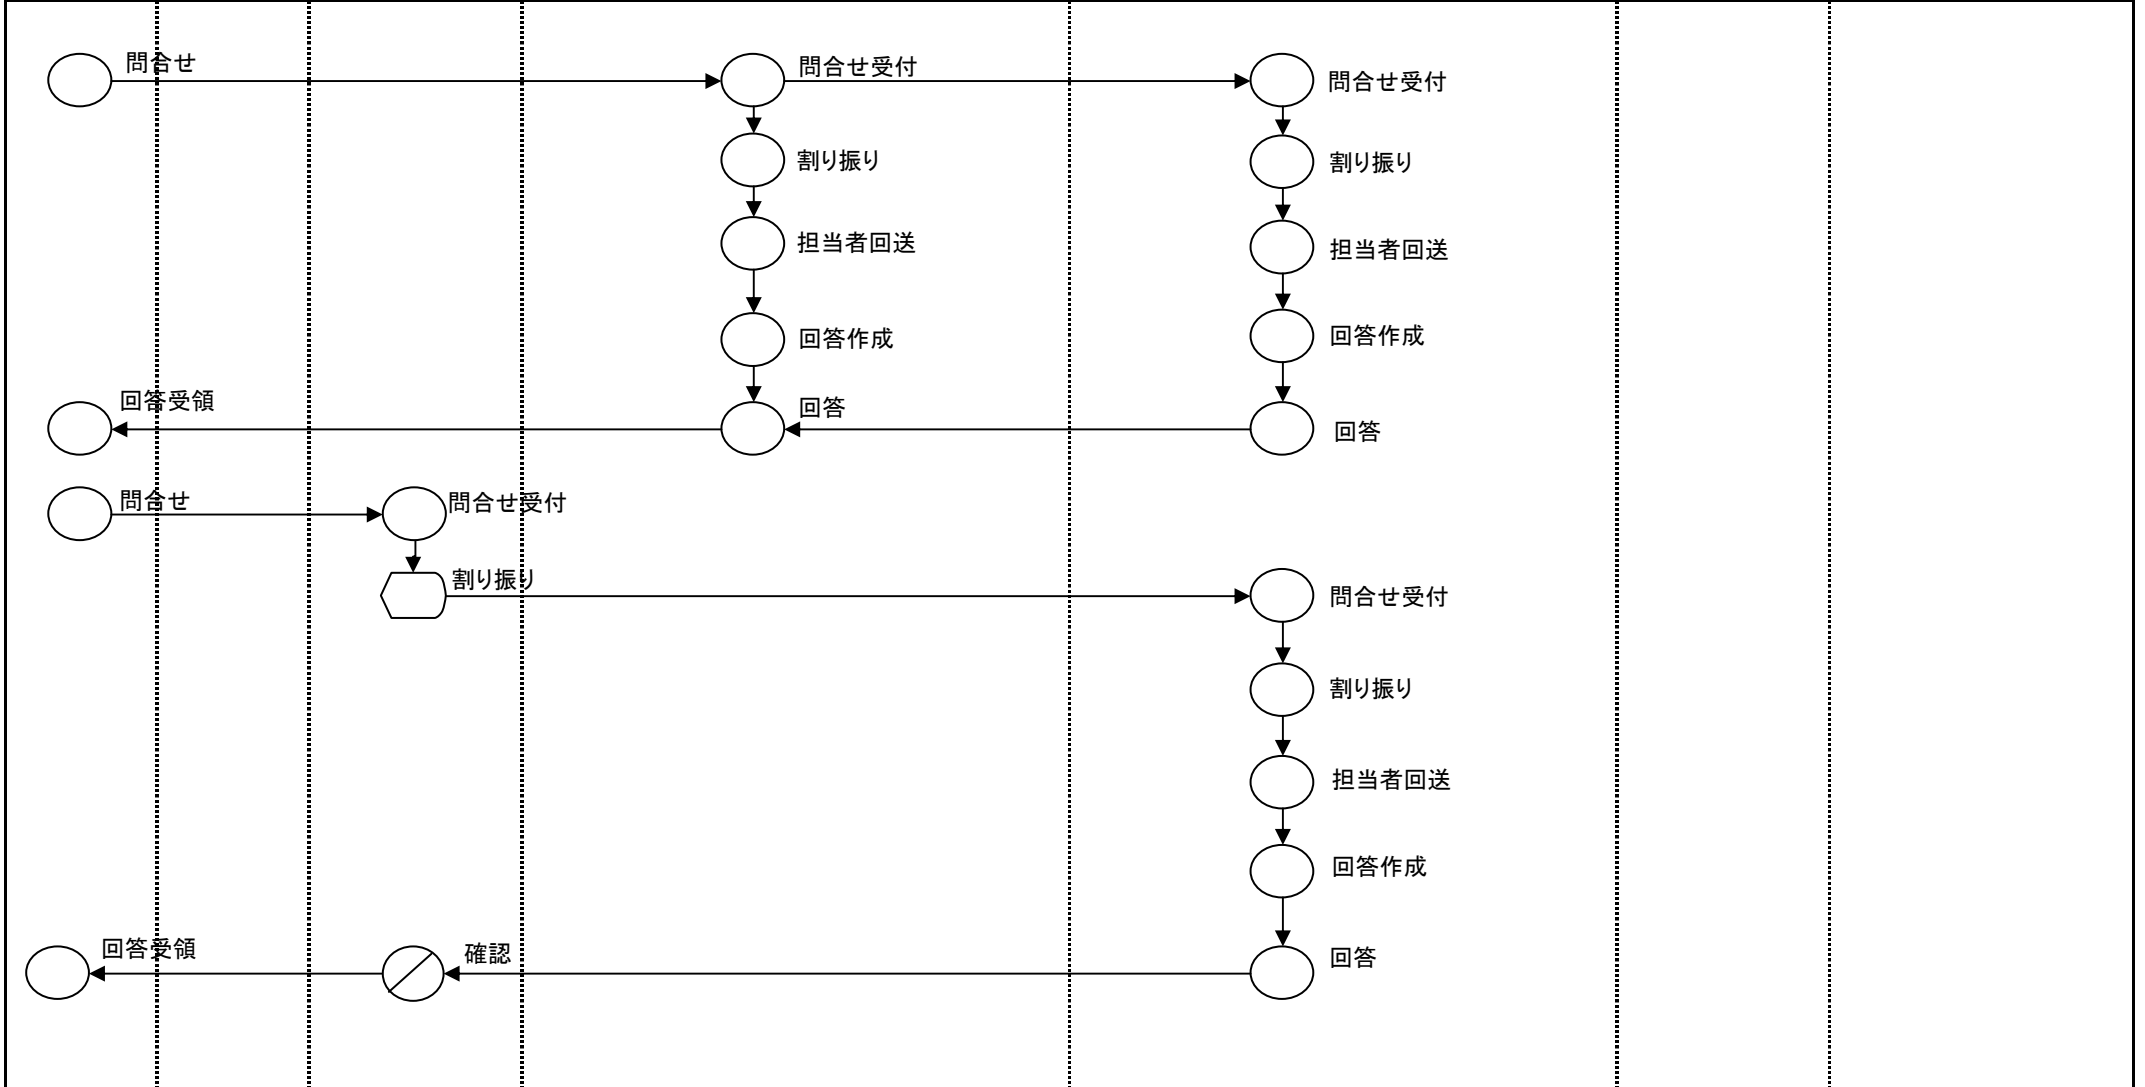 問合せ
問合せ受付
問合せ受付
割り振り
割り振り
担当者回送
担当者回送
回答作成
回答作成
回答受領
回答
回答
問合せ
問合せ受付
割り振り
問合せ受付
割り振り
担当者回送
回答作成
回答受領
確認
回答